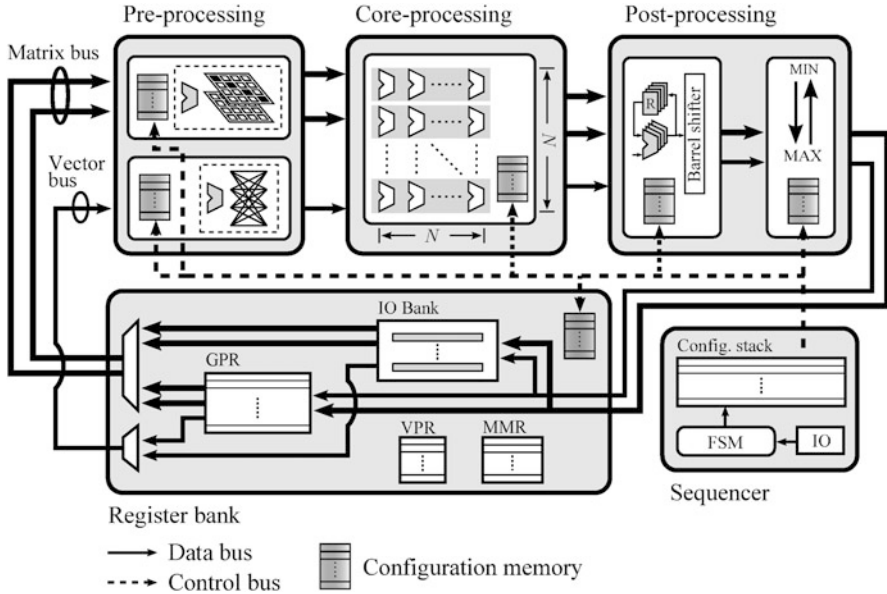 Pre-processing
Core-processing
Post-processing
Matrix bus
Vector
bus
N
N
R
Barrel shifter
MIN
MAX
IO Bank
GPR
VPR
MMR
Config. stack
FSM
IO
Sequencer
Register bank
Data bus
Control bus
Configuration memory